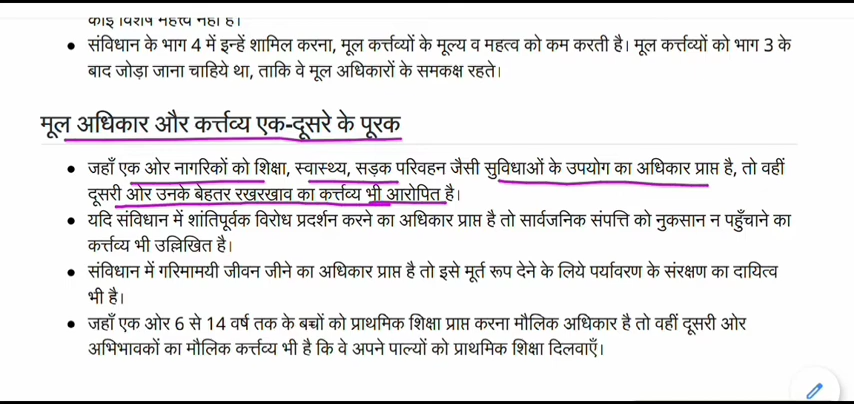 कोई विशेष महत्त्व नहीं है।
• संविधान के भाग 4 में इन्हें शामिल करना, मूल कर्त्तव्यों के मूल्य व महत्व को कम करती है। मूल कर्त्तव्यों को भाग 3 के
बाद जोड़ा जाना चाहिये था, ताकि वे मूल अधिकारों के समकक्ष रहते।
मूल अधिकार और कर्त्तव्य एक-दूसरे के पूरक
• जहाँ एक ओर नागरिकों को शिक्षा, स्वास्थ्य, सड़क परिवहन जैसी सुविधाओं के उपयोग का अधिकार प्राप्त है, तो वहीं
दूसरी ओर उनके बेहतर रखरखाव का कर्त्तव्य भी आरोपित है।
• यदि संविधान में शांतिपूर्वक विरोध प्रदर्शन करने का अधिकार प्राप्त है तो सार्वजनिक संपत्ति को नुकसान न पहुँचाने का
कर्त्तव्य भी उल्लिखित है।
• संविधान में गरिमामयी जीवन जीने का अधिकार प्राप्त है तो इसे मूर्त रूप देने के लिये पर्यावरण के संरक्षण का दायित्व
भी है।
• जहाँ एक ओर 6 से 14 वर्ष तक के बच्चों को प्राथमिक शिक्षा प्राप्त करना मौलिक अधिकार है तो वहीं दूसरी ओर
अभिभावकों का मौलिक कर्त्तव्य भी है कि वे अपने पाल्यों को प्राथमिक शिक्षा दिलवाएँ।